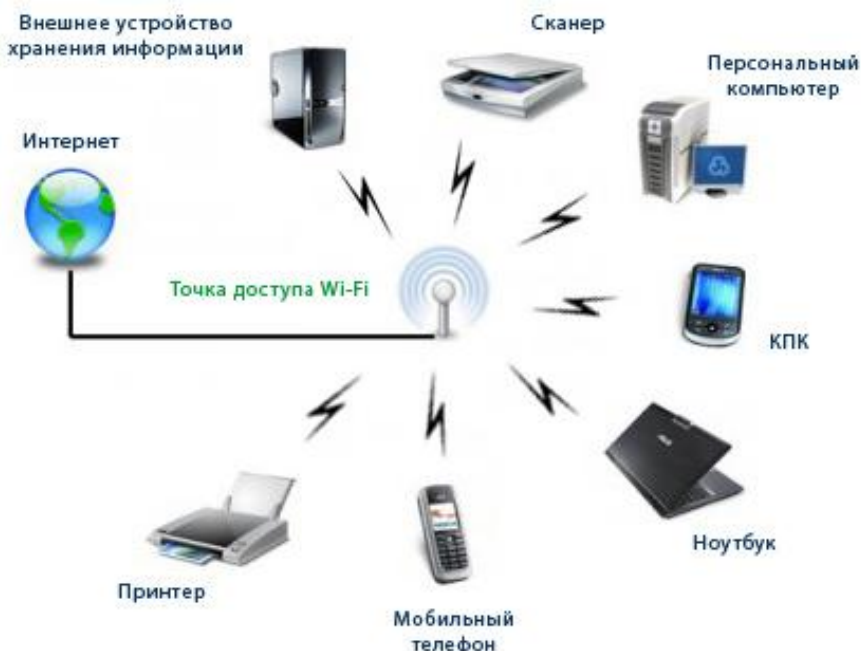 Внешнее устройство
хранения информации
Сканер
Персональный
компьютер
Интернет
Точка доступа Wi-Fi
КПК
Ноутбук
Принтер
Мобильный
телефон